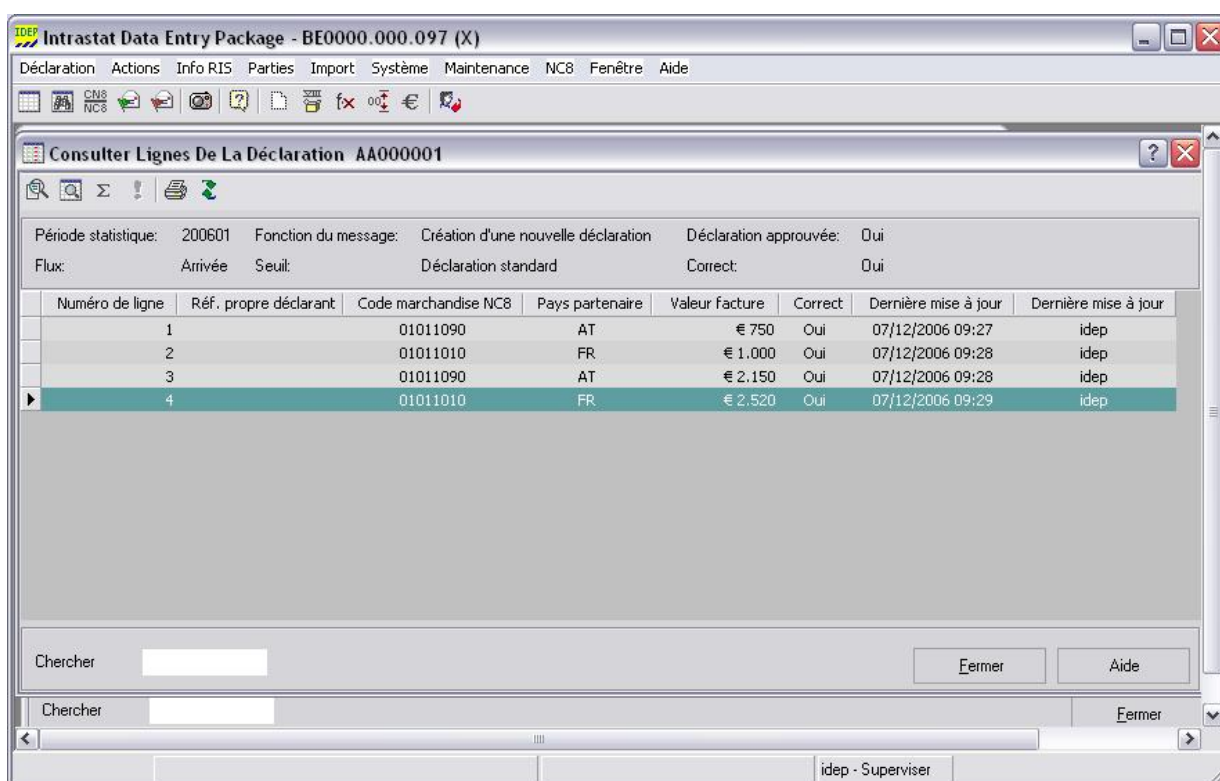 IDEP Intrastat Data Entry Package - BE0000.000.097 (X)
Déclaration Actions Info RIS Parties Import Système Maintenance NC8 Fenêtre Aide
CN8
NC8
Consulter Lignes De La Déclaration AA000001
Période statistique: 200601 Fonction du message: Création d'une nouvelle déclaration Déclaration approuvée: Oui
Flux: Arrivée Seuil: Déclaration standard Correct: Oui
Numéro de ligne Réf. propre déclarant Code marchandise NC8 Pays partenaire Valeur facture Correct Dernière mise à jour Dernière mise à jour
1 01011090 AT € 750 Oui 07/12/2006 09:27 idep
2 01011010 FR € 1.000 Oui 07/12/2006 09:28 idep
3 01011090 AT € 2.150 Oui 07/12/2006 09:28 idep
4 01011010 FR € 2.520 Oui 07/12/2006 09:29 idep
Chercher Fermer Aide
Chercher Fermer
idep - Superviser